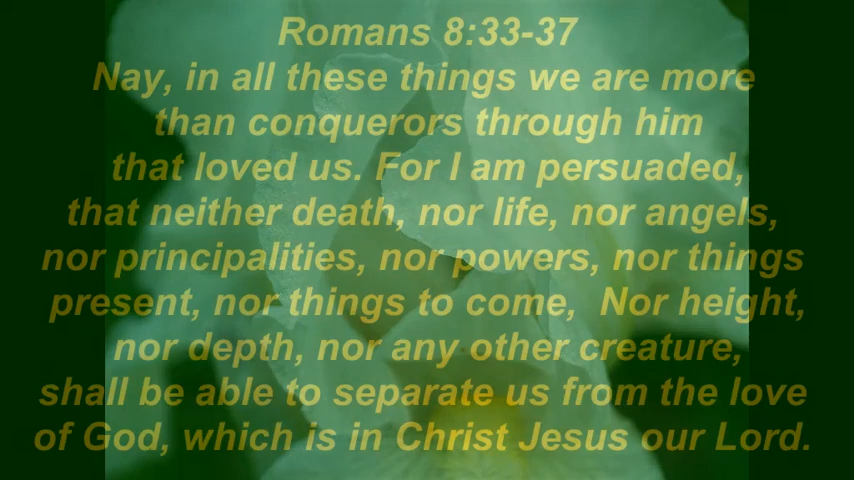 Romans 8:33-37
Nay, in all these things we are more
than conquerors through him
that loved us. For I am persuaded,
that neither death, nor life, nor angels,
nor principalities, nor powers, nor things
present, nor things to come,  Nor height,
nor depth, nor any other creature,
shall be able to separate us from the love
of God, which is in Christ Jesus our Lord.